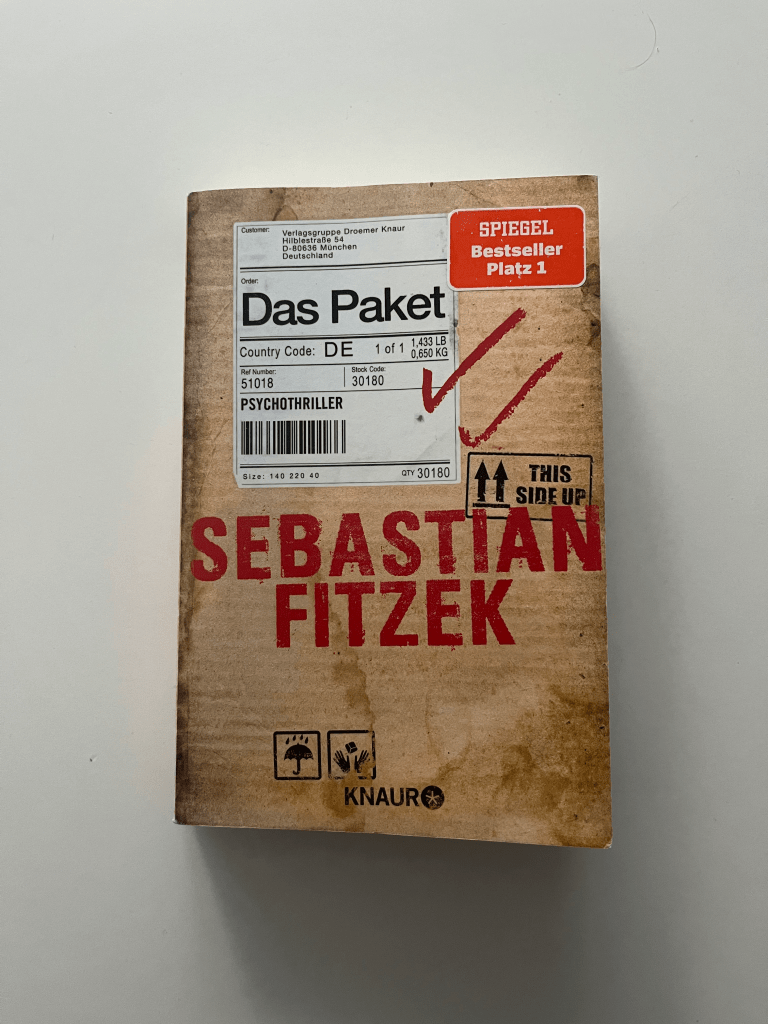 Customer:
Verlagsgruppe Droemer Knaur
Hilblestraße 54
D-80636 München
Deutschland
SPIEGEL
Bestseller
Platz 1
Order:
Das Paket
Country Code: DE 1 of 1 1,433 LB
0,650 KG
Ref Number:
51018
Stock Code:
30180
PSYCHOTHRILLER
Size: 140 220 40
QTY 30180
THIS
SIDE UP
SEBASTIAN
FITZEK
KNAUR